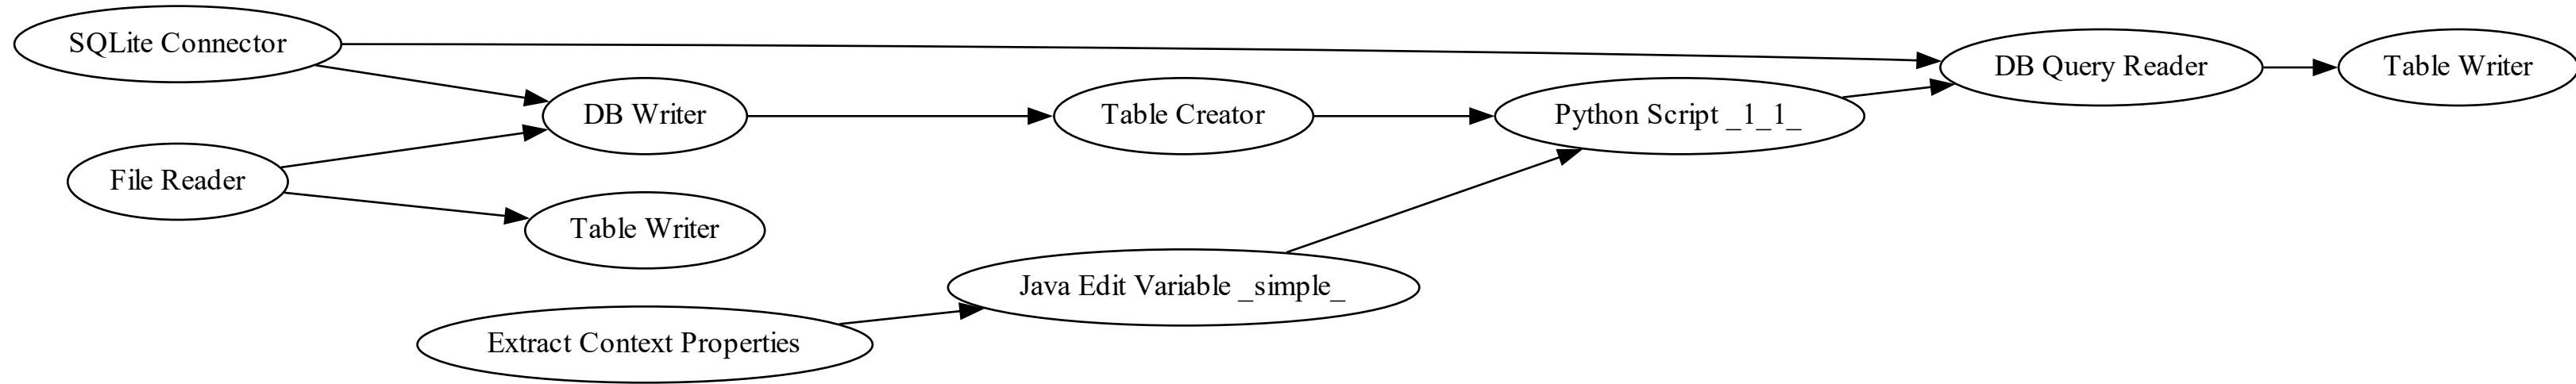 SQLite Connector
File Reader
DB Writer
Table Writer
Extract Context Properties
Table Creator
Java Edit Variable _simple_
Python Script _1_1_
DB Query Reader
Table Writer